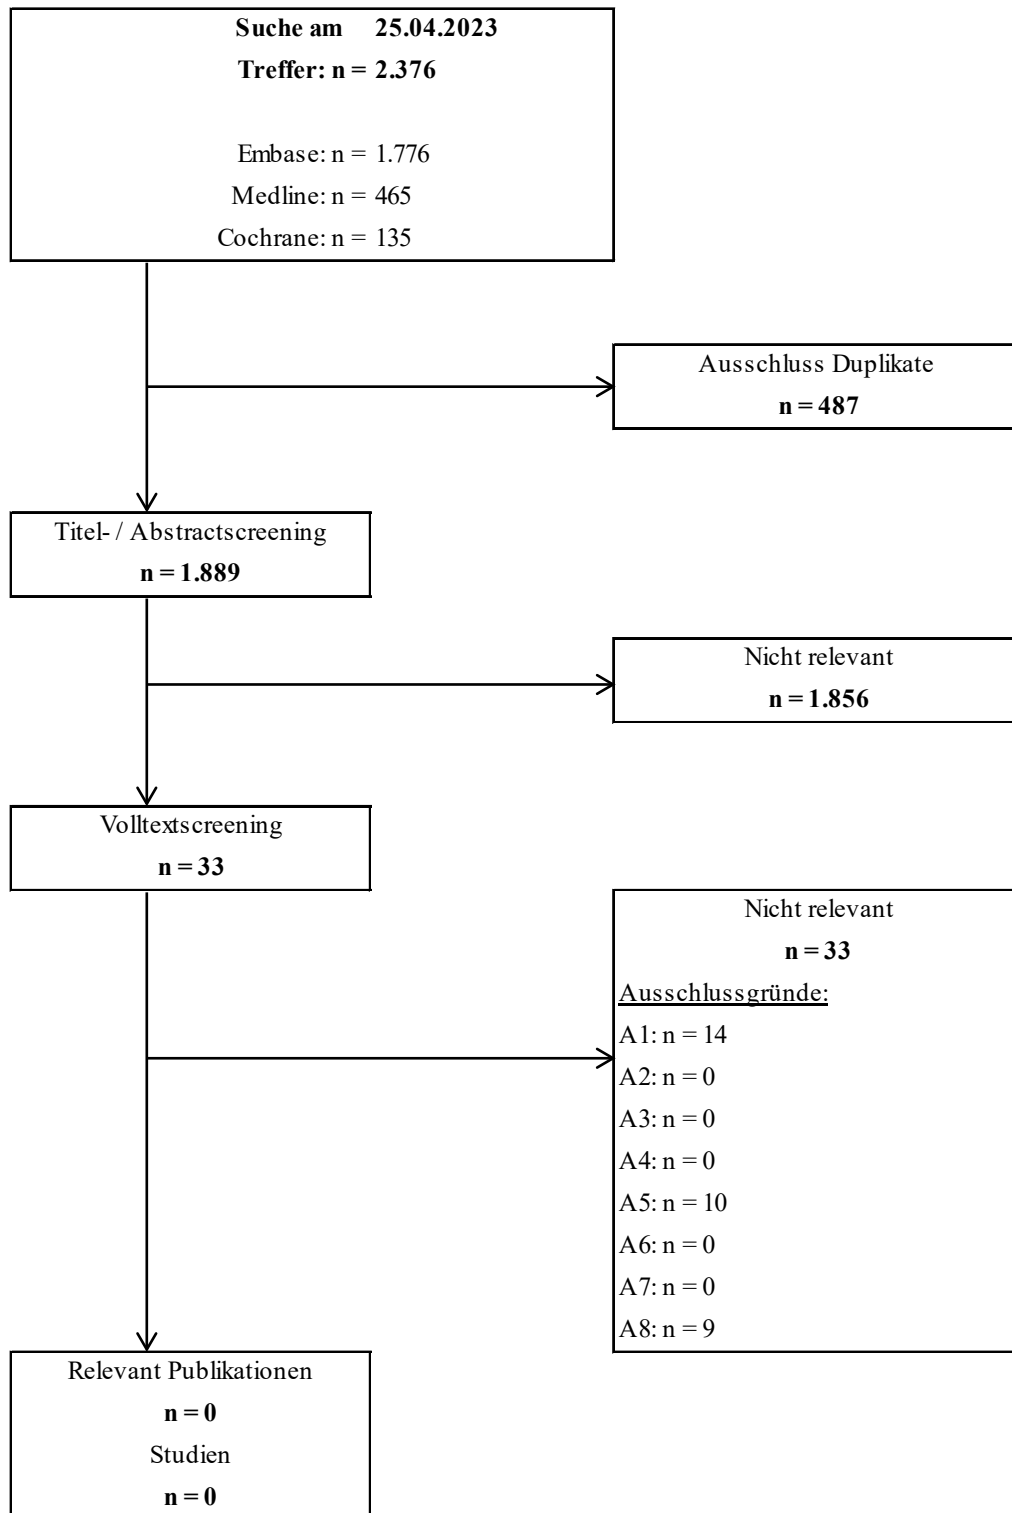 Suche am 25.04.2023
Treffer: n = 2.376
Embase: n = 1.776
Medline: n = 465
Cochrane: n = 135
Ausschluss Duplikate
n = 487
Titel- / Abstractscreening
n = 1.889
Nicht relevant
n = 1.856
Volltextscreening
n = 33
Nicht relevant
n = 33
Ausschlussgründe:
A1: n = 14
A2: n = 0
A3: n = 0
A4: n = 0
A5: n = 10
A6: n = 0
A7: n = 0
A8: n = 9
Relevant Publikationen
n = 0
Studien
n = 0